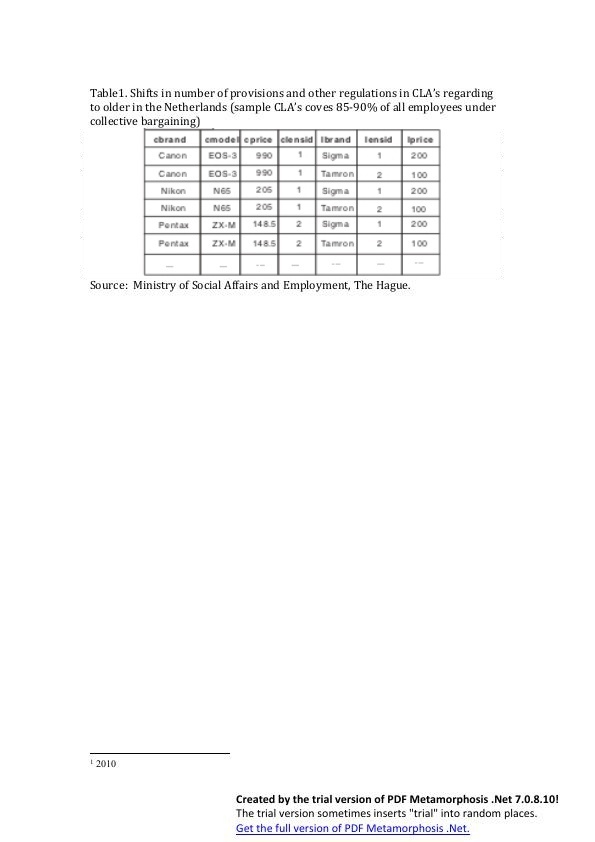 Table1. Shifts in number of provisions and other regulations in CLA's regarding
to older in the Netherlands (sample CLA's coves 85-90% of all employees under
collective bargaining)
cbrand cmodel cprice clensid lbrand lensid lprice
Canon EOS-3 990 1 Sigma 1 200
Canon EOS-3 990 1 Tamron 2 100
Nikon N65 205 1 Sigma 1 200
Nikon N65 205 1 Tamron 2 100
Pentax ZX-M 148.5 2 Sigma 1 200
Pentax ZX-M 148.5 2 Tamron 2 100
... ... ... ... ... ... ...
Source: Ministry of Social Affairs and Employment, The Hague.
1 2010
Created by the trial version of PDF Metamorphosis .Net 7.0.8.10!
The trial version sometimes inserts "trial" into random places.
Get the full version of PDF Metamorphosis .Net.